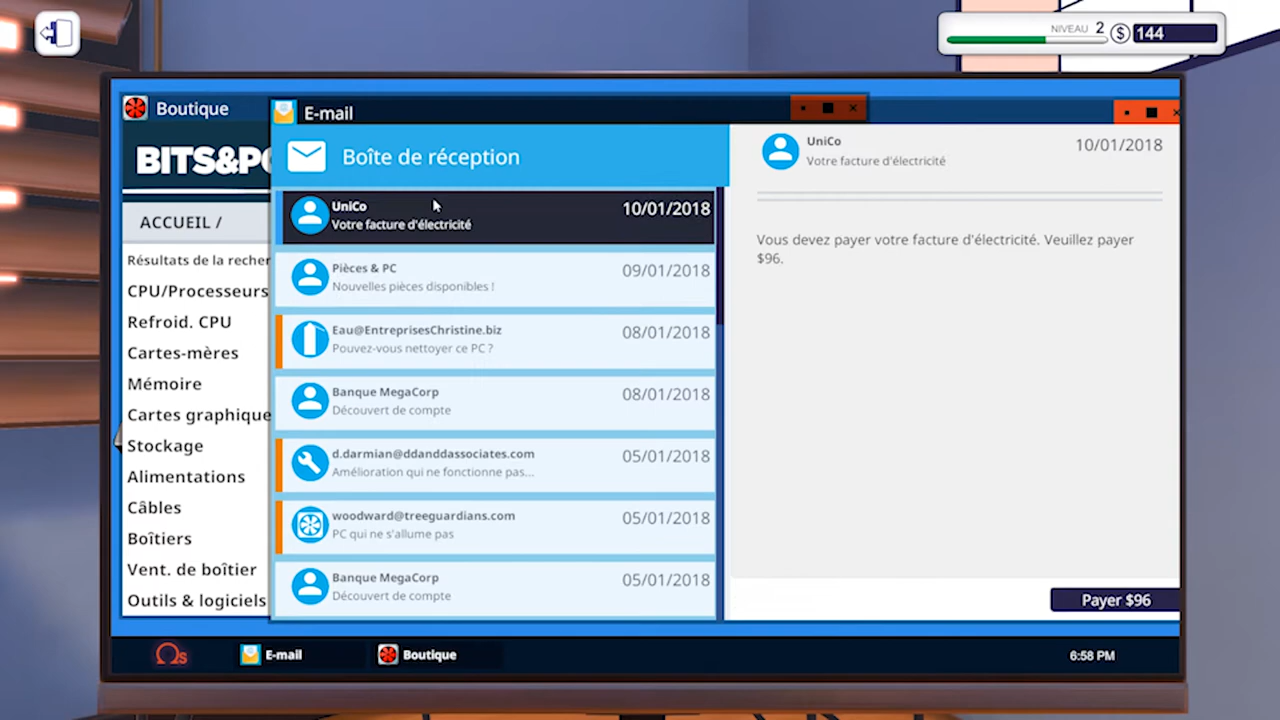 NIVEAU 2 $ 144
Boutique
E-mail
BITS&P
Boîte de réception
UniCo
10/01/2018
Votre facture d'électricité
ACCUEIL /
Résultats de la recher
CPU/Processeurs
Refroid. CPU
Cartes-mères
Mémoire
Cartes graphique
Stockage
Alimentations
Câbles
Boîtiers
Vent. de boîtier
Outils & logiciels
UniCo
10/01/2018
Votre facture d'électricité
Pièces & PC
09/01/2018
Nouvelles pièces disponibles !
Eau@EntreprisesChristine.biz
08/01/2018
Pouvez-vous nettoyer ce PC ?
Banque MegaCorp
08/01/2018
Découvert de compte
d.darmian@ddanddassociates.com
05/01/2018
Amélioration qui ne fonctionne pas...
woodward@treeguardians.com
05/01/2018
PC qui ne s'allume pas
Banque MegaCorp
05/01/2018
Découvert de compte
Vous devez payer votre facture d'électricité. Veuillez payer
$96.
Payer $96
Ωs
E-mail
Boutique
6:58 PM